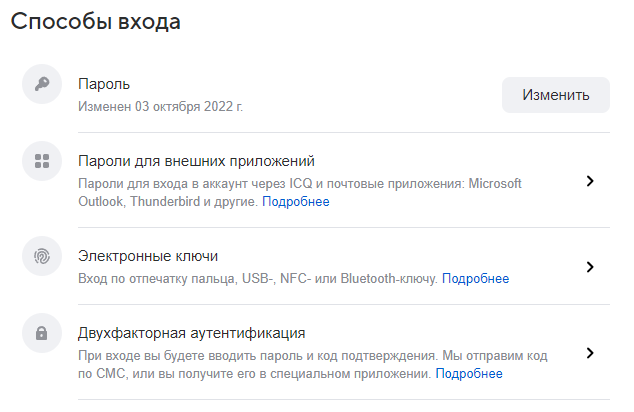 Способы входа
Пароль
Изменен 03 октября 2022 г.
Изменить
Пароли для внешних приложений
Пароли для входа в аккаунт через ICQ и почтовые приложения: Microsoft
Outlook, Thunderbird и другие. Подробнее
Электронные ключи
Вход по отпечатку пальца, USB-, NFC- или Bluetooth-ключу. Подробнее
Двухфакторная аутентификация
При входе вы будете вводить пароль и код подтверждения. Мы отправим код
по СМС, или вы получите его в специальном приложении. Подробнее